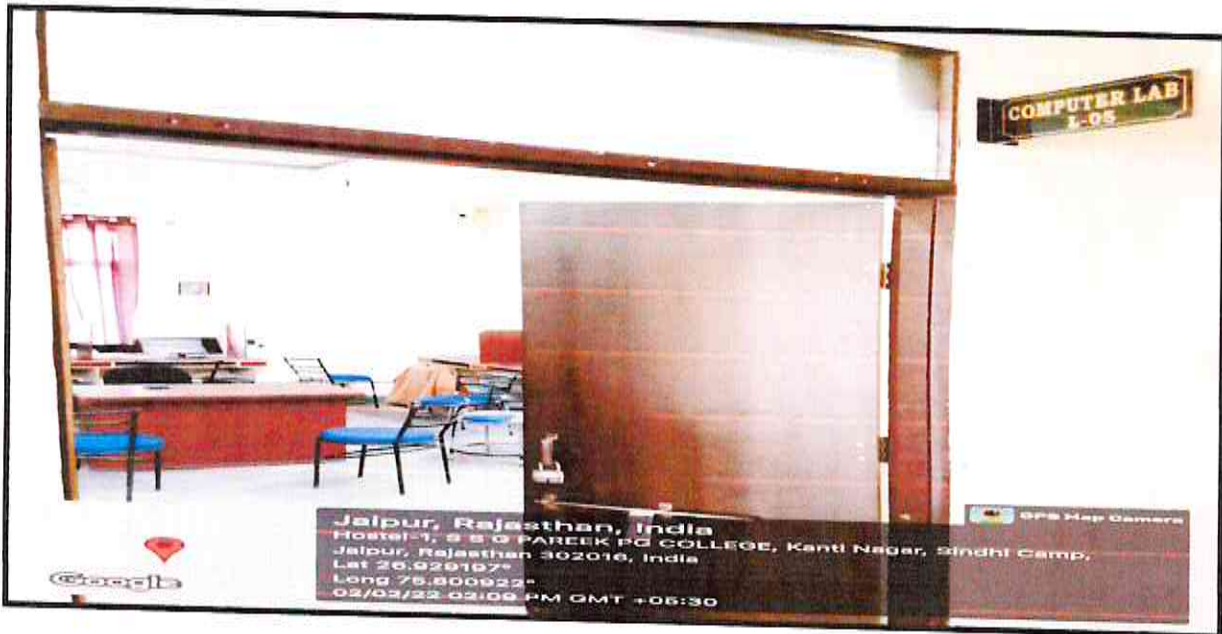 COMPUTER LAB
L-05
GPS Map Camera
Jaipur, Rajasthan, India
Hostel-1, S S G PAREEK PG COLLEGE, Kanti Nagar, Sindhi Camp,
Jaipur, Rajasthan 302016, India
Lat 26.929197°
Long 75.800922°
02/02/22 02:09 PM GMT +05:30
Google